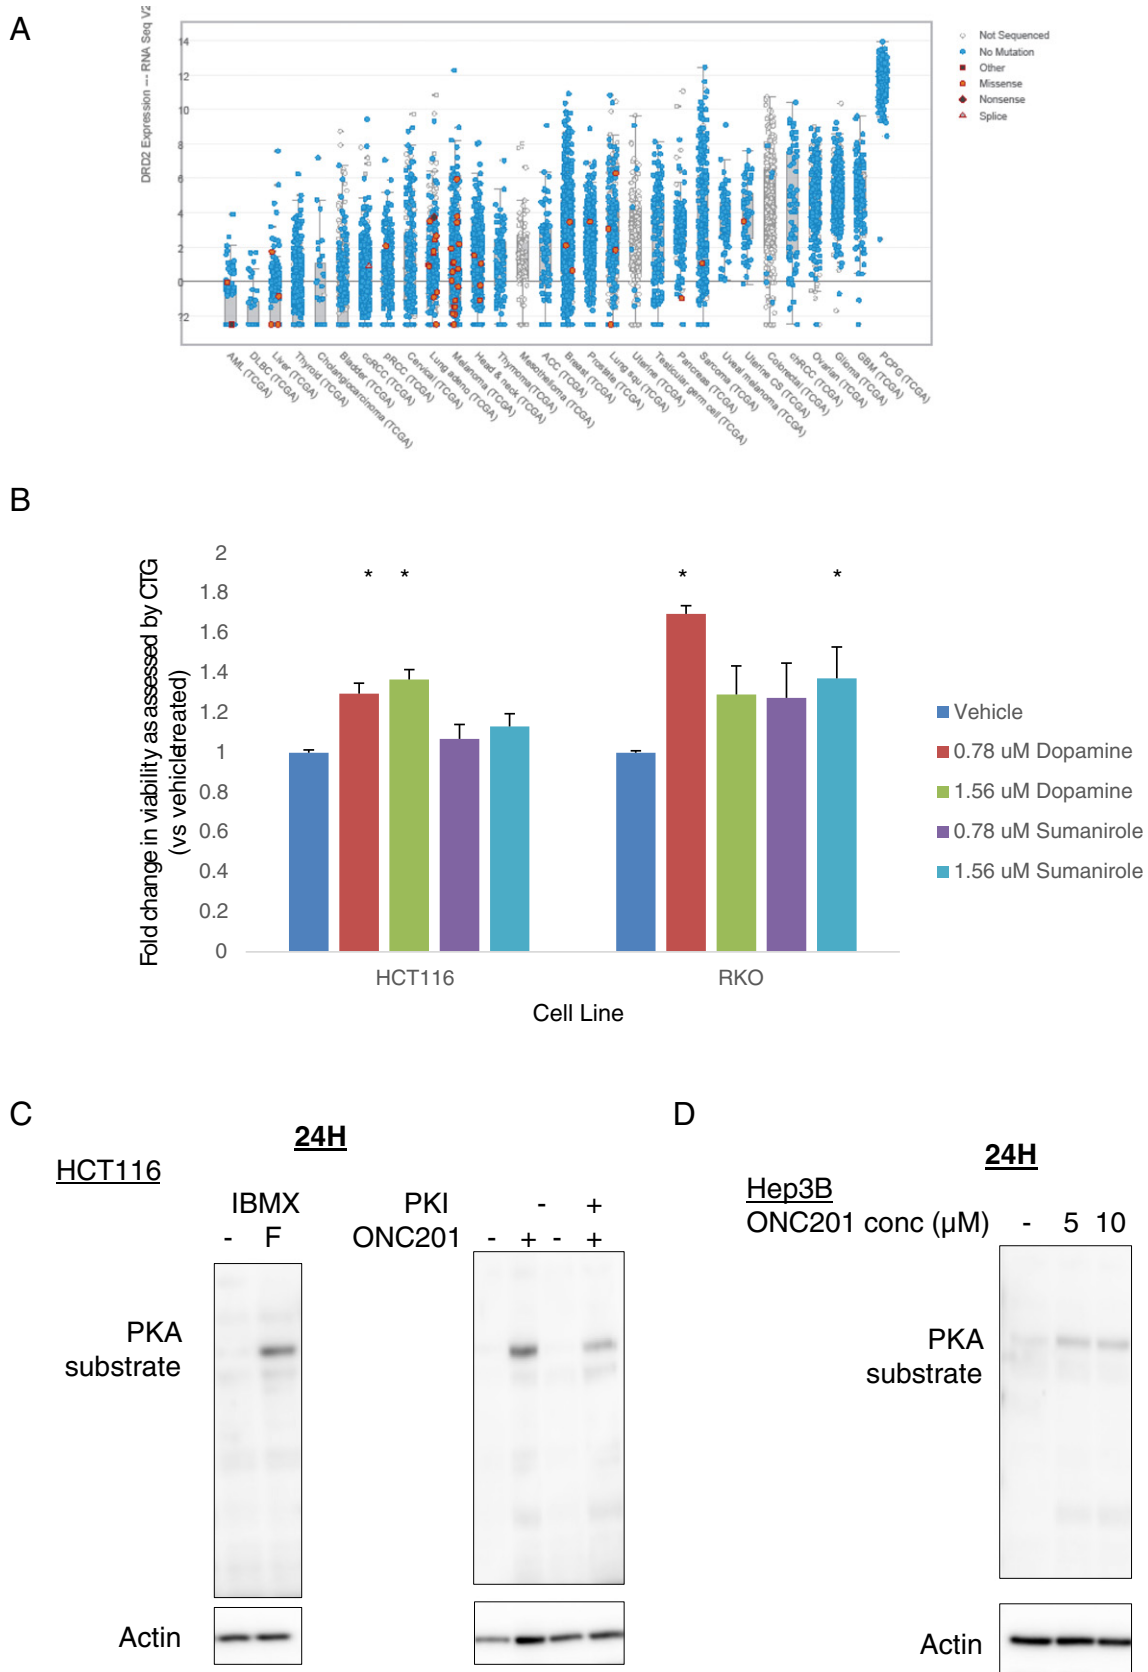 A
DRD2 Expression --- RNA Seq V2
14
12
10
8
6
4
2
0
?2
Not Sequenced
No Mutation
Other
Missense
Nonsense
Splice
AML (TCGA)
DLBC (TCGA)
Liver (TCGA)
Thyroid (TCGA)
Cholangiocarcinoma (TCGA)
Bladder (TCGA)
ccRCC (TCGA)
pRCC (TCGA)
Cervical (TCGA)
Lung adeno (TCGA)
Melanoma (TCGA)
Head & neck (TCGA)
Thymoma (TCGA)
Mesothelioma (TCGA)
ACC (TCGA)
Breast (TCGA)
Prostate (TCGA)
Lung squ (TCGA)
Uterine (TCGA)
Testicular germ cell (TCGA)
Pancreas (TCGA)
Sarcoma (TCGA)
Uveal melanoma (TCGA)
Uterine CS (TCGA)
Colorectal (TCGA)
chRCC (TCGA)
Ovarian (TCGA)
Glioma (TCGA)
GBM (TCGA)
PCPG (TCGA)
B
Fold change in viability as assessed by CTG
(vs vehicle treated)
2
1.8
1.6
1.4
1.2
1
0.8
0.6
0.4
0.2
0
* *
* *
HCT116
RKO
Cell Line
Vehicle
0.78 uM Dopamine
1.56 uM Dopamine
0.78 uM Sumanirole
1.56 uM Sumanirole
C
24H
HCT116
IBMX
- F
PKI - +
ONC201 - + - +
PKA
substrate
Actin
D
24H
Hep3B
ONC201 conc (μM) - 5 10
PKA
substrate
Actin